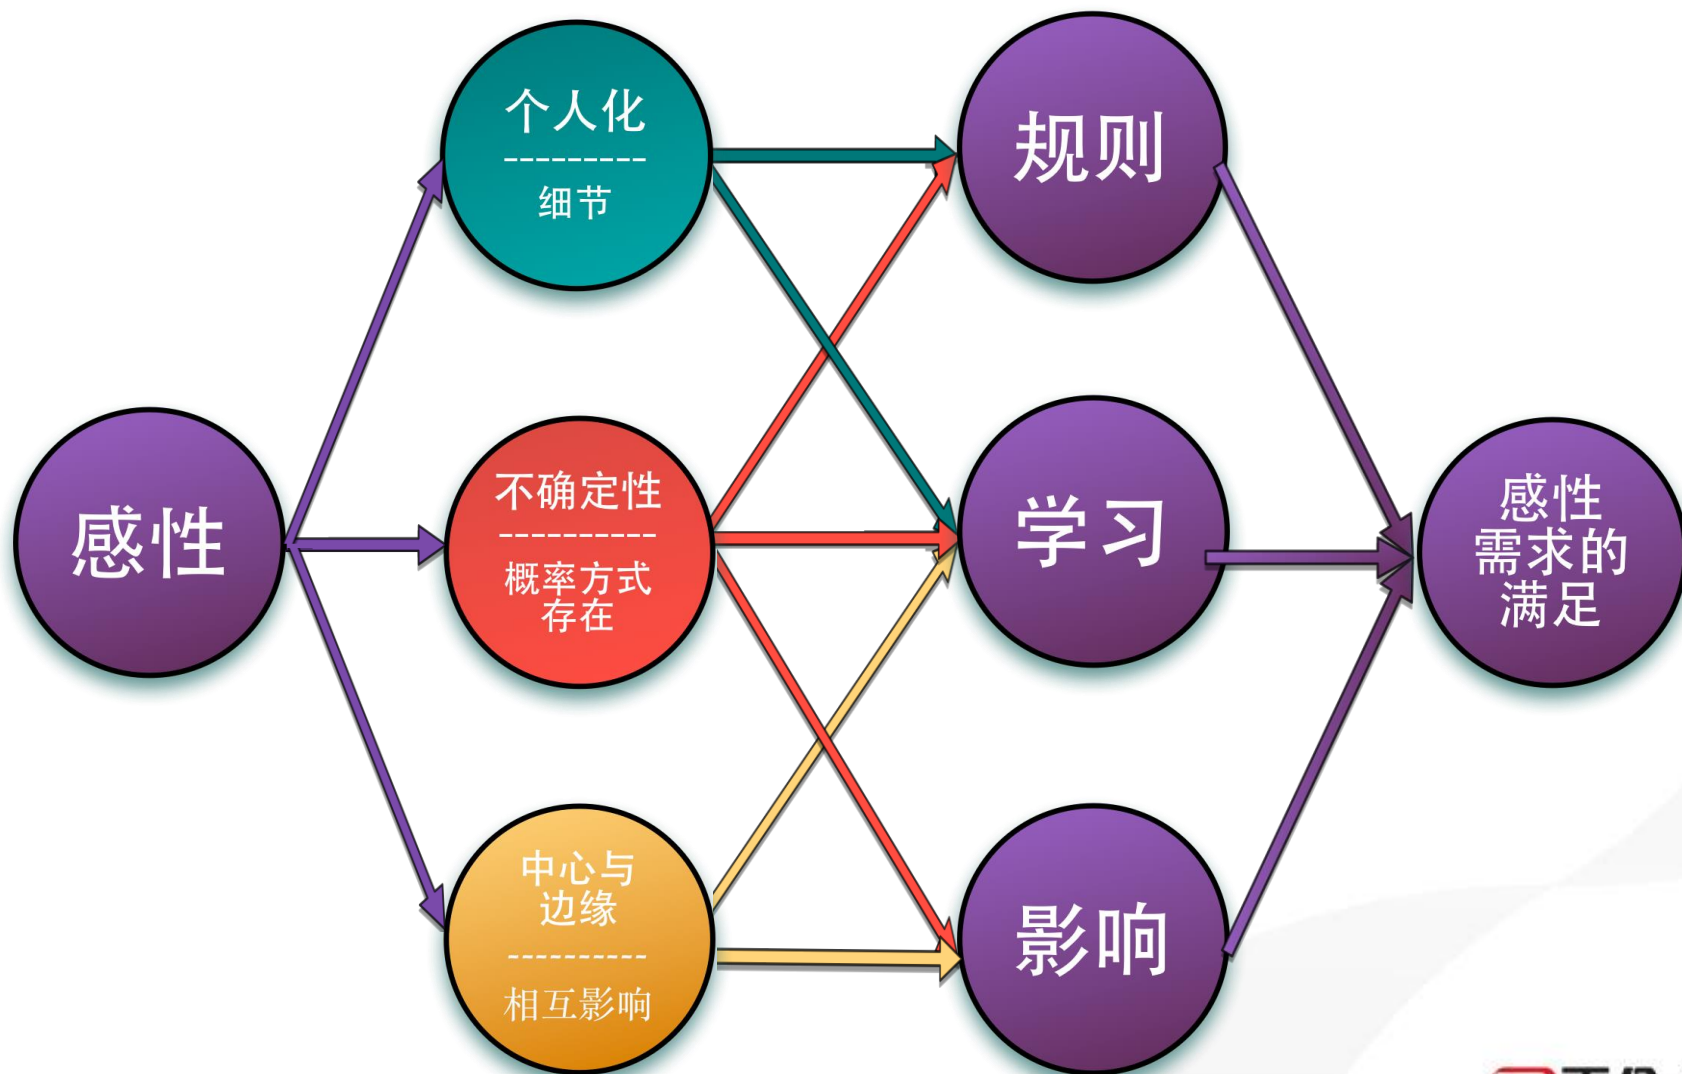 感性
个人化
---------
细节
不确定性
----------
概率方式
存在
中心与
边缘
----------
相互影响
规则
学习
影响
感性
需求的
满足